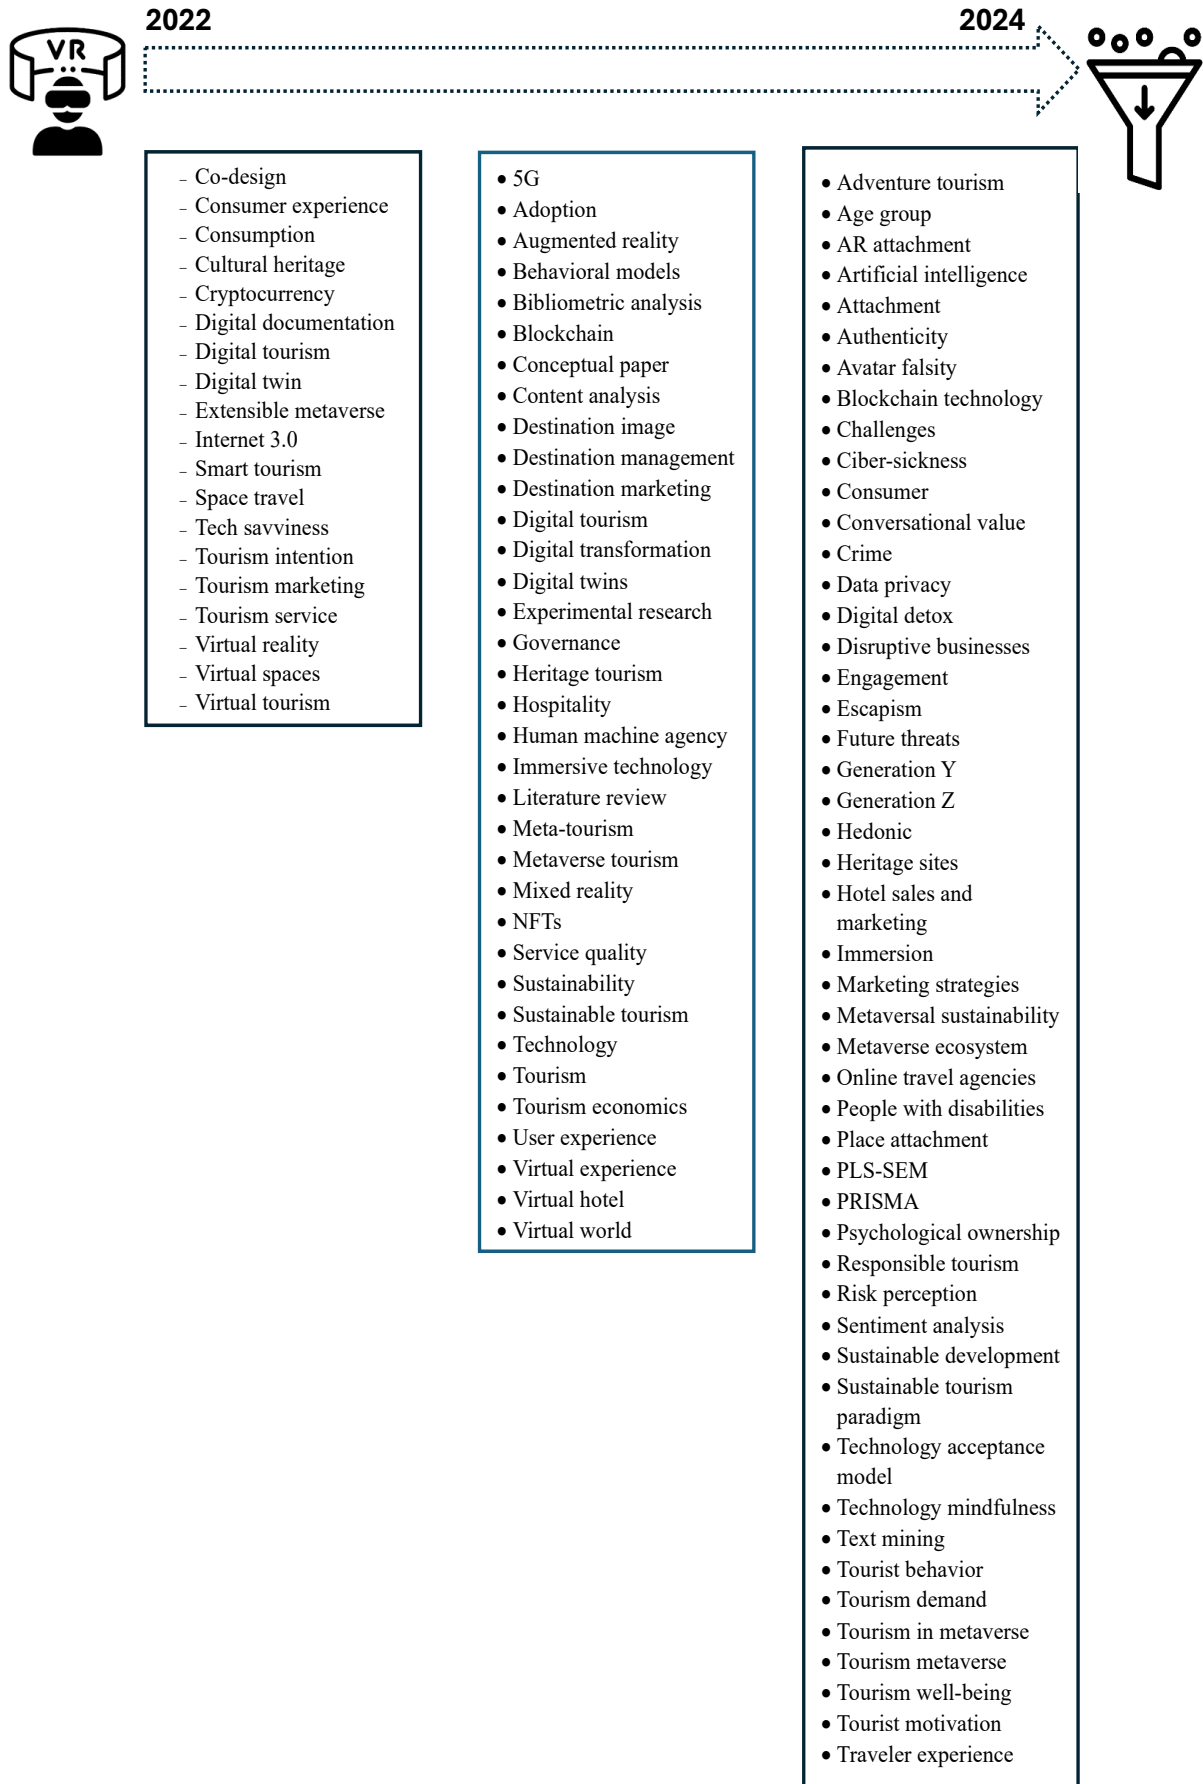 2022
2024
VR
– Co-design
– Consumer experience
– Consumption
– Cultural heritage
– Cryptocurrency
– Digital documentation
– Digital tourism
– Digital twin
– Extensible metaverse
– Internet 3.0
– Smart tourism
– Space travel
– Tech savviness
– Tourism intention
– Tourism marketing
– Tourism service
– Virtual reality
– Virtual spaces
– Virtual tourism
• 5G
• Adoption
• Augmented reality
• Behavioral models
• Bibliometric analysis
• Blockchain
• Conceptual paper
• Content analysis
• Destination image
• Destination management
• Destination marketing
• Digital tourism
• Digital transformation
• Digital twins
• Experimental research
• Governance
• Heritage tourism
• Hospitality
• Human machine agency
• Immersive technology
• Literature review
• Meta-tourism
• Metaverse tourism
• Mixed reality
• NFTs
• Service quality
• Sustainability
• Sustainable tourism
• Technology
• Tourism
• Tourism economics
• User experience
• Virtual experience
• Virtual hotel
• Virtual world
• Adventure tourism
• Age group
• AR attachment
• Artificial intelligence
• Attachment
• Authenticity
• Avatar falsity
• Blockchain technology
• Challenges
• Ciber-sickness
• Consumer
• Conversational value
• Crime
• Data privacy
• Digital detox
• Disruptive businesses
• Engagement
• Escapism
• Future threats
• Generation Y
• Generation Z
• Hedonic
• Heritage sites
• Hotel sales and
marketing
• Immersion
• Marketing strategies
• Metaversal sustainability
• Metaverse ecosystem
• Online travel agencies
• People with disabilities
• Place attachment
• PLS-SEM
• PRISMA
• Psychological ownership
• Responsible tourism
• Risk perception
• Sentiment analysis
• Sustainable development
• Sustainable tourism
paradigm
• Technology acceptance
model
• Technology mindfulness
• Text mining
• Tourist behavior
• Tourism demand
• Tourism in metaverse
• Tourism metaverse
• Tourism well-being
• Tourist motivation
• Traveler experience